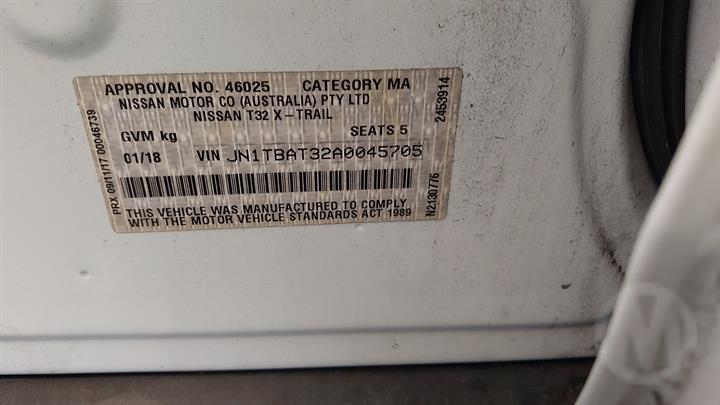 APPROVAL NO. 46025 CATEGORY MA
NISSAN MOTOR CO (AUSTRALIA) PTY LTD
NISSAN T32 X-TRAIL
GVM kg SEATS 5
01/18 VIN JN1TBAT32A0045705
THIS VEHICLE WAS MANUFACTURED TO COMPLY
WITH THE MOTOR VEHICLE STANDARDS ACT 1989
PRX 09/11/17 00046739
2453914
N2130776
M
M